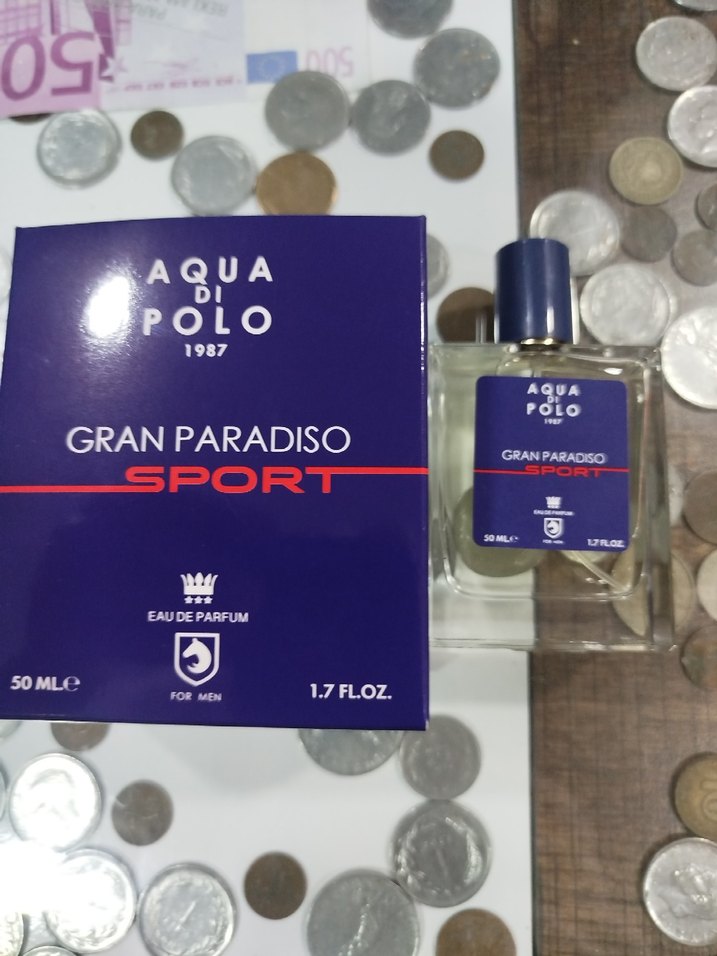 500
AQUA
DI
POLO
1987
GRAN PARADISO
SPORT
EAU DE PARFUM
FOR MEN
50 ML.e
1.7 FL.OZ.
AQUA
DI
POLO
1987
GRAN PARADISO
SPORT
EAU DE PARFUM
FOR MEN
50 ML.e
1.7 FL.OZ.